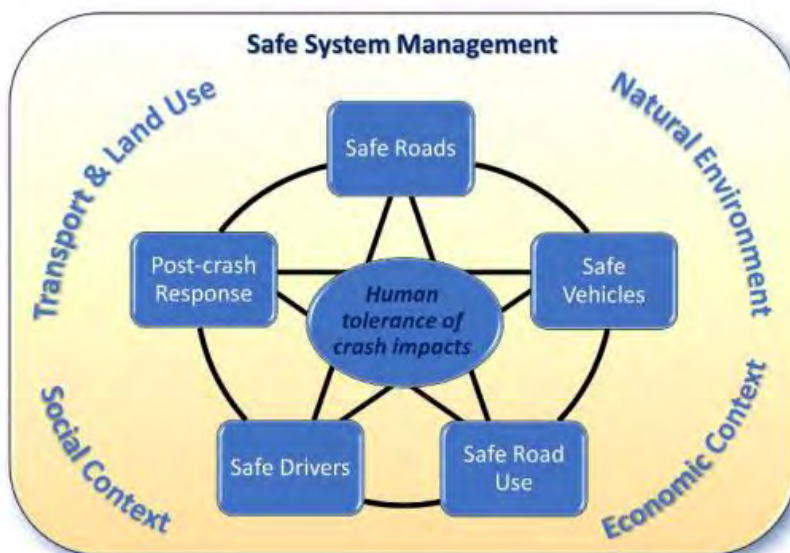 Safe System Management
Transport & Land Use
Natural Environment
Safe Roads
Post-crash
Response
Safe
Vehicles
Human
tolerance of
crash impacts
Safe Drivers
Safe Road
Use
Social Context
Economic Context